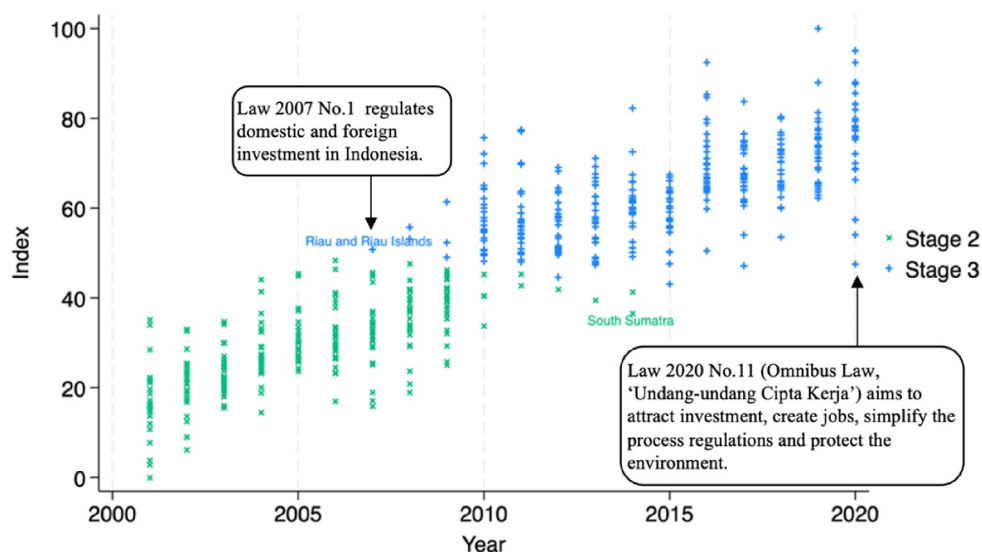 100
80
60
40
20
0
Index
2000
2005
2010
2015
2020
Year
Law 2007 No.1 regulates
domestic and foreign
investment in Indonesia.
Riau and Riau Islands
South Sumatra
Stage 2
Stage 3
Law 2020 No.11 (Omnibus Law,
‘Undang-undang Cipta Kerja’) aims to
attract investment, create jobs, simplify the
process regulations and protect the
environment.